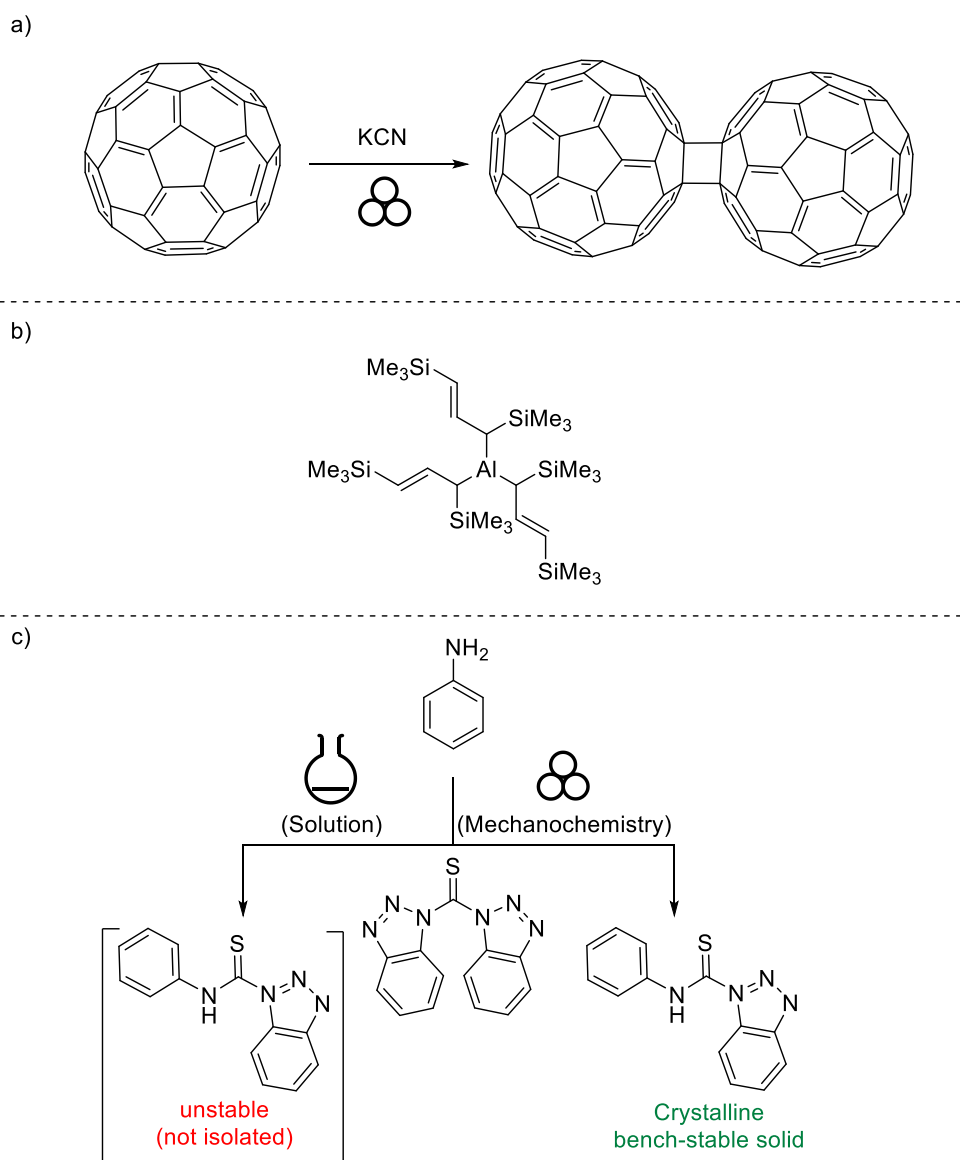 a)
KCN
b)
Me3Si
SiMe3
Me3Si
Al
SiMe3
SiMe3
SiMe3
c)
NH2
(Solution)
(Mechanochemistry)
S
N
N
N
N
N
N
S
N
H
N
N
N
S
N
H
N
N
N
unstable
(not isolated)
Crystalline
bench-stable solid